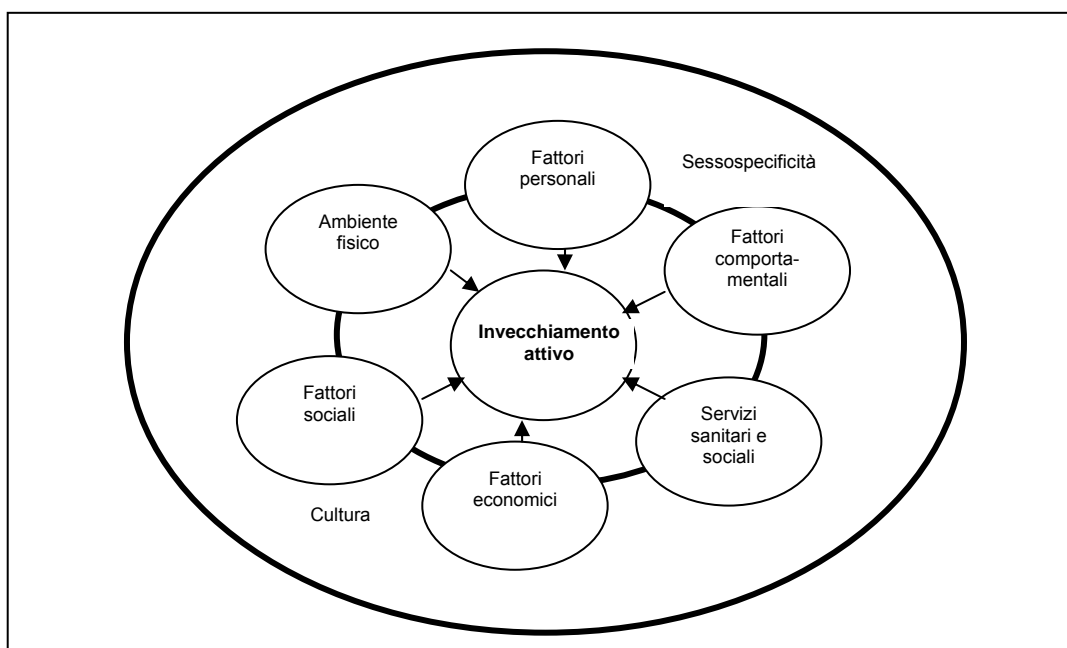 Fattori
personali
Sessospecificità
Ambiente
fisico
Fattori
comporta-
mentali
Invecchiamento
attivo
Fattori
sociali
Servizi
sanitari e
sociali
Fattori
economici
Cultura